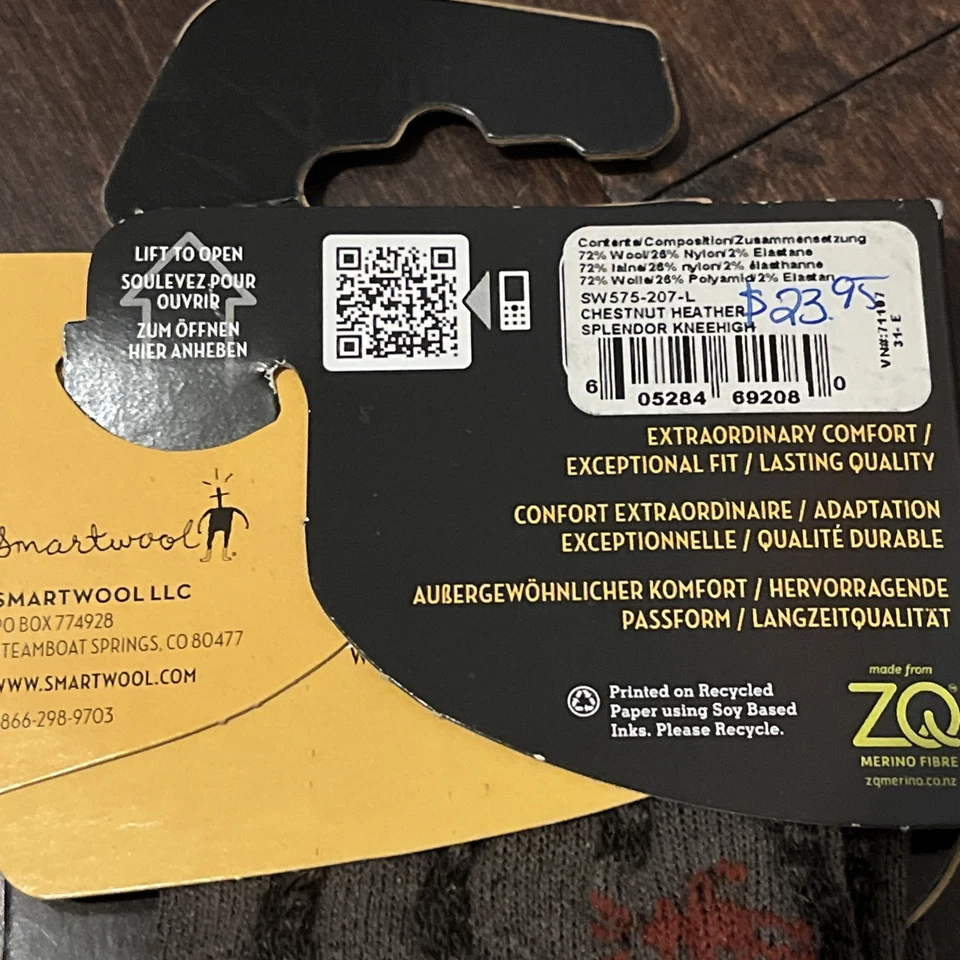 LIFT TO OPEN
SOULEVEZ POUR
OUVRIR
ZUM ÖFFNEN
HIER ANHEBEN
Contents/Composition/Zusammensetzung
72% Wool/26% Nylon/2% Elastane
72% laine/26% nylon/2% élasthanne
72% Wolle/26% Polyamid/2% Elastan
SW575-207-L
CHESTNUT HEATHER
SPLENDOR KNEEHIGH
$23.95
VN#:71187
31- E
6 05284 69208 0
EXTRAORDINARY COMFORT /
EXCEPTIONAL FIT / LASTING QUALITY
CONFORT EXTRAORDINAIRE / ADAPTATION
EXCEPTIONNELLE / QUALITÉ DURABLE
AUßERGEWÖHNLICHER KOMFORT / HERVORRAGENDE
PASSFORM / LANGZEITQUALITÄT
smartwool
SMARTWOOL LLC
PO BOX 774928
STEAMBOAT SPRINGS, CO 80477
WWW.SMARTWOOL.COM
866-298-9703
W
Printed on Recycled
Paper using Soy Based
Inks. Please Recycle.
made from
ZQ
MERINO FIBRE
zqmerino.co.nz